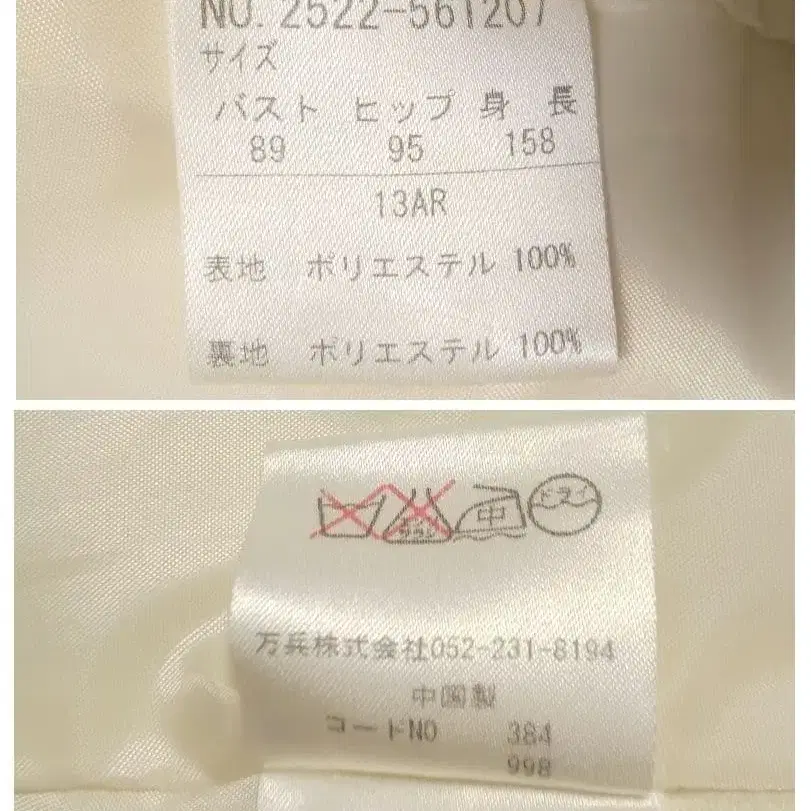 NO. 2522-561207
サイズ
バスト ヒップ 身 長
89 95 158
13AR
表地 ポリエステル 100%
裏地 ポリエステル 100%
中 ドライ
万兵株式会社052-231-8194
中国製
コードNO 384
998